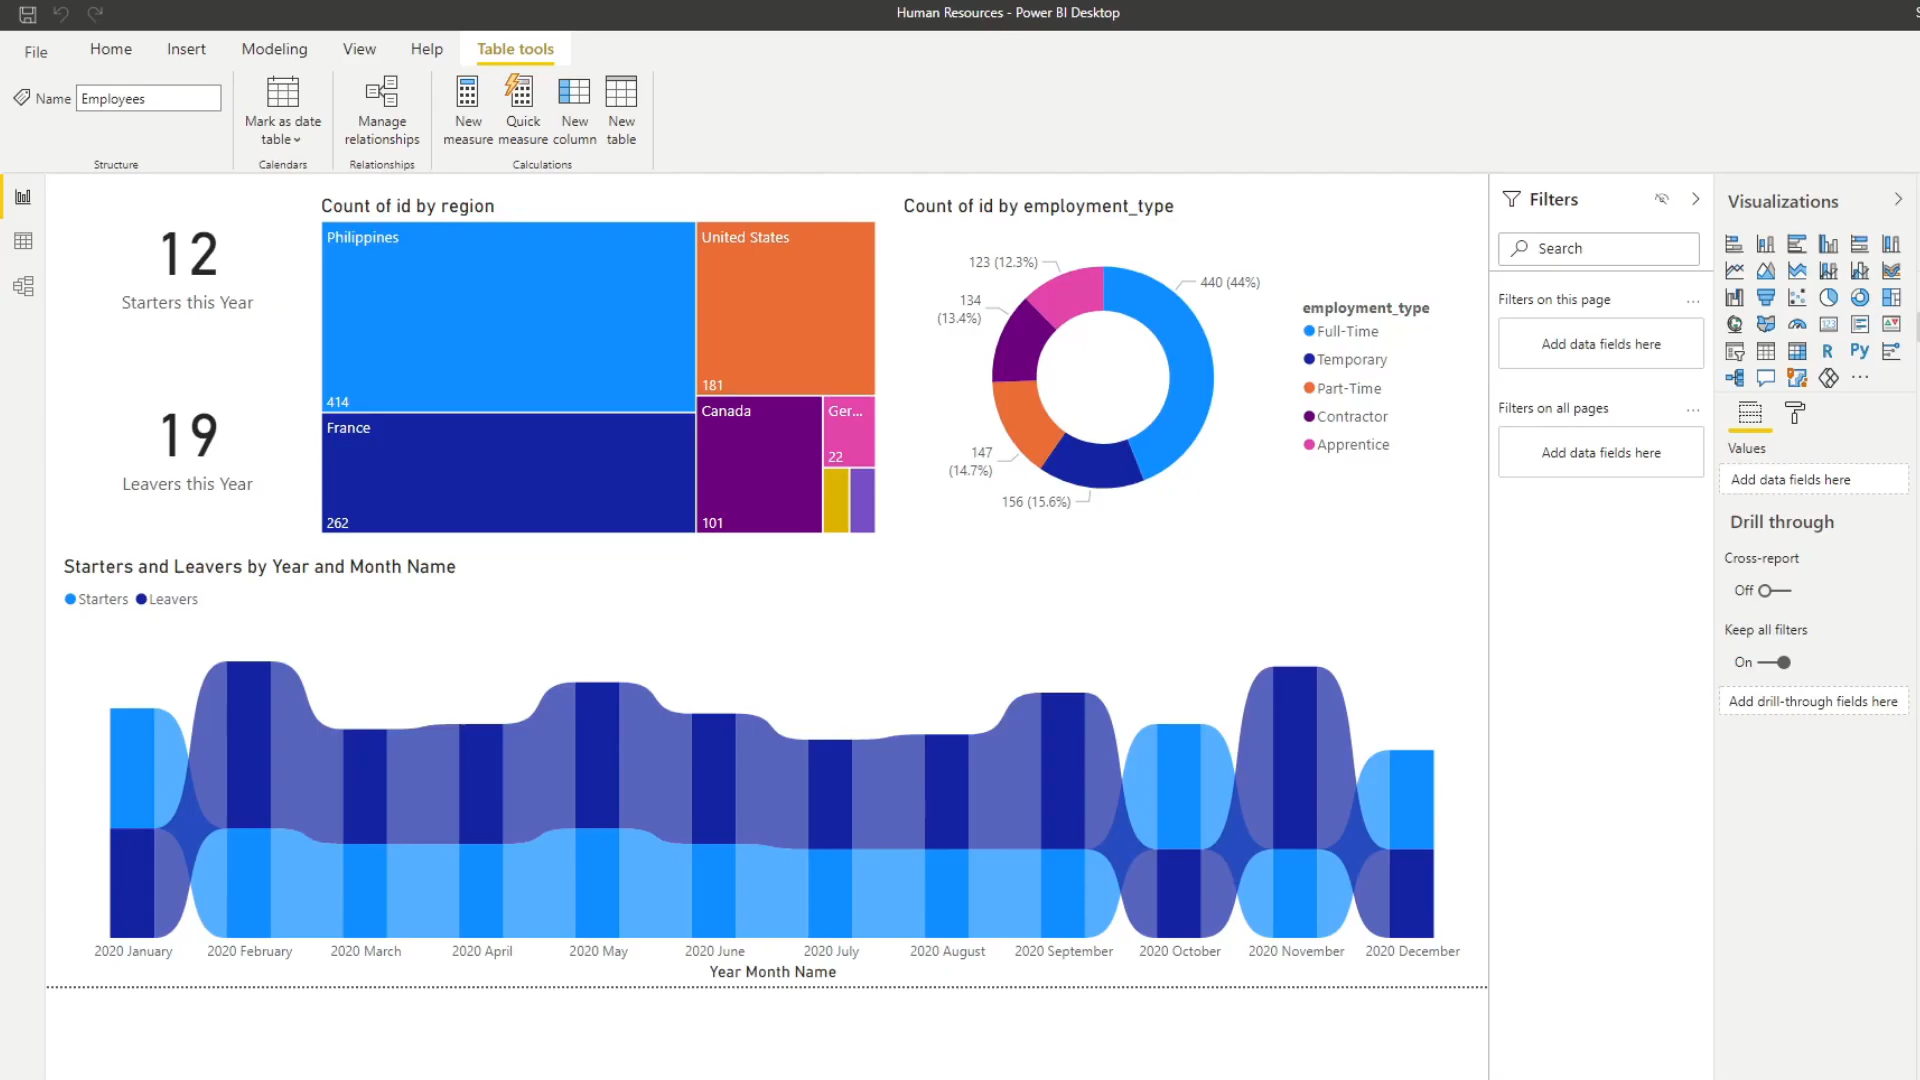 Human Resources - Power BI Desktop
File
Home
Insert
Modeling
View
Help
Table tools
Name
Employees
Mark as date
table
Manage
relationships
New
measure
Quick
measure
New
column
New
table
Structure
Calendars
Relationships
Calculations
12
Starters this Year
19
Leavers this Year
Count of id by region
Philippines
414
France
262
United States
181
Canada
101
Ger...
22
Count of id by employment_type
123 (12.3%)
440 (44%)
134
(13.4%)
147
(14.7%)
156 (15.6%)
employment_type
Full-Time
Temporary
Part-Time
Contractor
Apprentice
Starters and Leavers by Year and Month Name
Starters
Leavers
2020 January
2020 February
2020 March
2020 April
2020 May
2020 June
2020 July
2020 August
2020 September
2020 October
2020 November
2020 December
Year Month Name
Filters
Search
Filters on this page
...
Add data fields here
Filters on all pages
...
Add data fields here
Visualizations
R
Py
...
Values
Add data fields here
Drill through
Cross-report
Off
Keep all filters
On
Add drill-through fields here